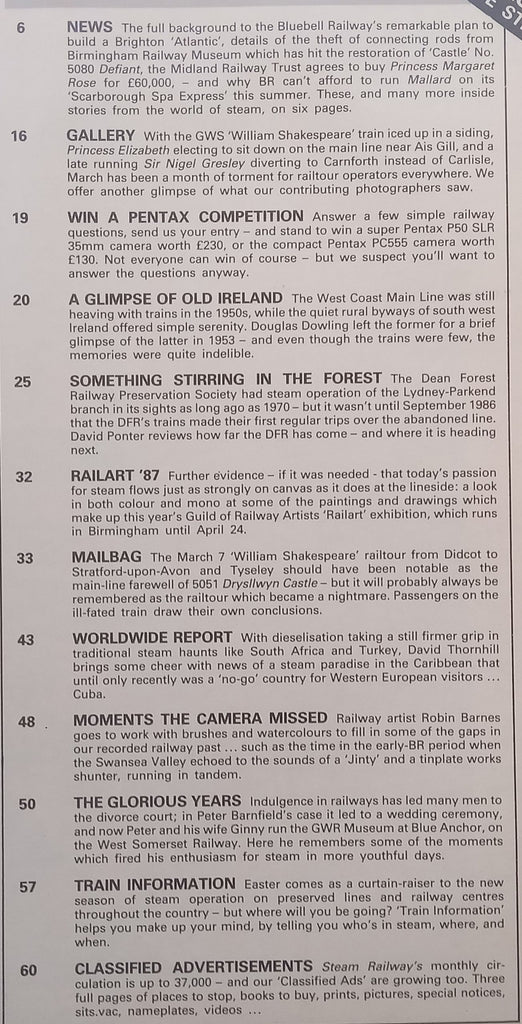 E ST
6 NEWS The full background to the Bluebell Railway's remarkable plan to
build a Brighton 'Atlantic', details of the theft of connecting rods from
Birmingham Railway Museum which has hit the restoration of 'Castle' No.
5080 Defiant, the Midland Railway Trust agrees to buy Princess Margaret
Rose for £60,000, – and why BR can't afford to run Mallard on its
'Scarborough Spa Express' this summer. These, and many more inside
stories from the world of steam, on six pages.
16 GALLERY With the GWS 'William Shakespeare' train iced up in a siding,
Princess Elizabeth electing to sit down on the main line near Ais Gill, and a
late running Sir Nigel Gresley diverting to Carnforth instead of Carlisle,
March has been a month of torment for railtour operators everywhere. We
offer another glimpse of what our contributing photographers saw.
19 WIN A PENTAX COMPETITION Answer a few simple railway
questions, send us your entry – and stand to win a super Pentax P50 SLR
35mm camera worth £230, or the compact Pentax PC555 camera worth
£130. Not everyone can win of course – but we suspect you'll want to
answer the questions anyway.
20 A GLIMPSE OF OLD IRELAND The West Coast Main Line was still
heaving with trains in the 1950s, while the quiet rural byways of south west
Ireland offered simple serenity. Douglas Dowling left the former for a brief
glimpse of the latter in 1953 – and even though the trains were few, the
memories were quite indelible.
25 SOMETHING STIRRING IN THE FOREST The Dean Forest
Railway Preservation Society had steam operation of the Lydney-Parkend
branch in its sights as long ago as 1970 – but it wasn't until September 1986
that the DFR's trains made their first regular trips over the abandoned line.
David Ponter reviews how far the DFR has come – and where it is heading
next.
32 RAILART '87 Further evidence – if it was needed - that today's passion
for steam flows just as strongly on canvas as it does at the lineside: a look
in both colour and mono at some of the paintings and drawings which
make up this year's Guild of Railway Artists 'Railart' exhibition, which runs
in Birmingham until April 24.
33 MAILBAG The March 7 'William Shakespeare' railtour from Didcot to
Stratford-upon-Avon and Tyseley should have been notable as the
main-line farewell of 5051 Drysllwyn Castle – but it will probably always be
remembered as the railtour which became a nightmare. Passengers on the
ill-fated train draw their own conclusions.
43 WORLDWIDE REPORT With dieselisation taking a still firmer grip in
traditional steam haunts like South Africa and Turkey, David Thornhill
brings some cheer with news of a steam paradise in the Caribbean that
until only recently was a 'no-go' country for Western European visitors ...
Cuba.
48 MOMENTS THE CAMERA MISSED Railway artist Robin Barnes
goes to work with brushes and watercolours to fill in some of the gaps in
our recorded railway past ... such as the time in the early-BR period when
the Swansea Valley echoed to the sounds of a 'Jinty' and a tinplate works
shunter, running in tandem.
50 THE GLORIOUS YEARS Indulgence in railways has led many men to
the divorce court; in Peter Barnfield's case it led to a wedding ceremony,
and now Peter and his wife Ginny run the GWR Museum at Blue Anchor, on
the West Somerset Railway. Here he remembers some of the moments
which fired his enthusiasm for steam in more youthful days.
57 TRAIN INFORMATION Easter comes as a curtain-raiser to the new
season of steam operation on preserved lines and railway centres
throughout the country – but where will you be going? 'Train Information'
helps you make up your mind, by telling you who's in steam, where, and
when.
60 CLASSIFIED ADVERTISEMENTS Steam Railway's monthly cir-
culation is up to 37,000 – and our 'Classified Ads' are growing too. Three
full pages of places to stop, books to buy, prints, pictures, special notices,
sits.vac, nameplates, videos ...